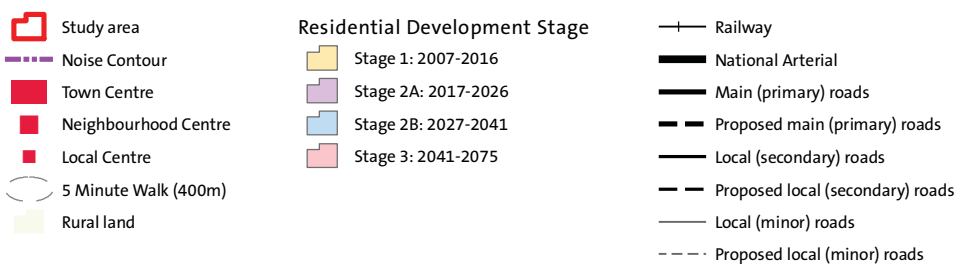 Study area
Noise Contour
Town Centre
Neighbourhood Centre
Local Centre
5 Minute Walk (400m)
Rural land
Residential Development Stage
Stage 1: 2007-2016
Stage 2A: 2017-2026
Stage 2B: 2027-2041
Stage 3: 2041-2075
Railway
National Arterial
Main (primary) roads
Proposed main (primary) roads
Local (secondary) roads
Proposed local (secondary) roads
Local (minor) roads
Proposed local (minor) roads